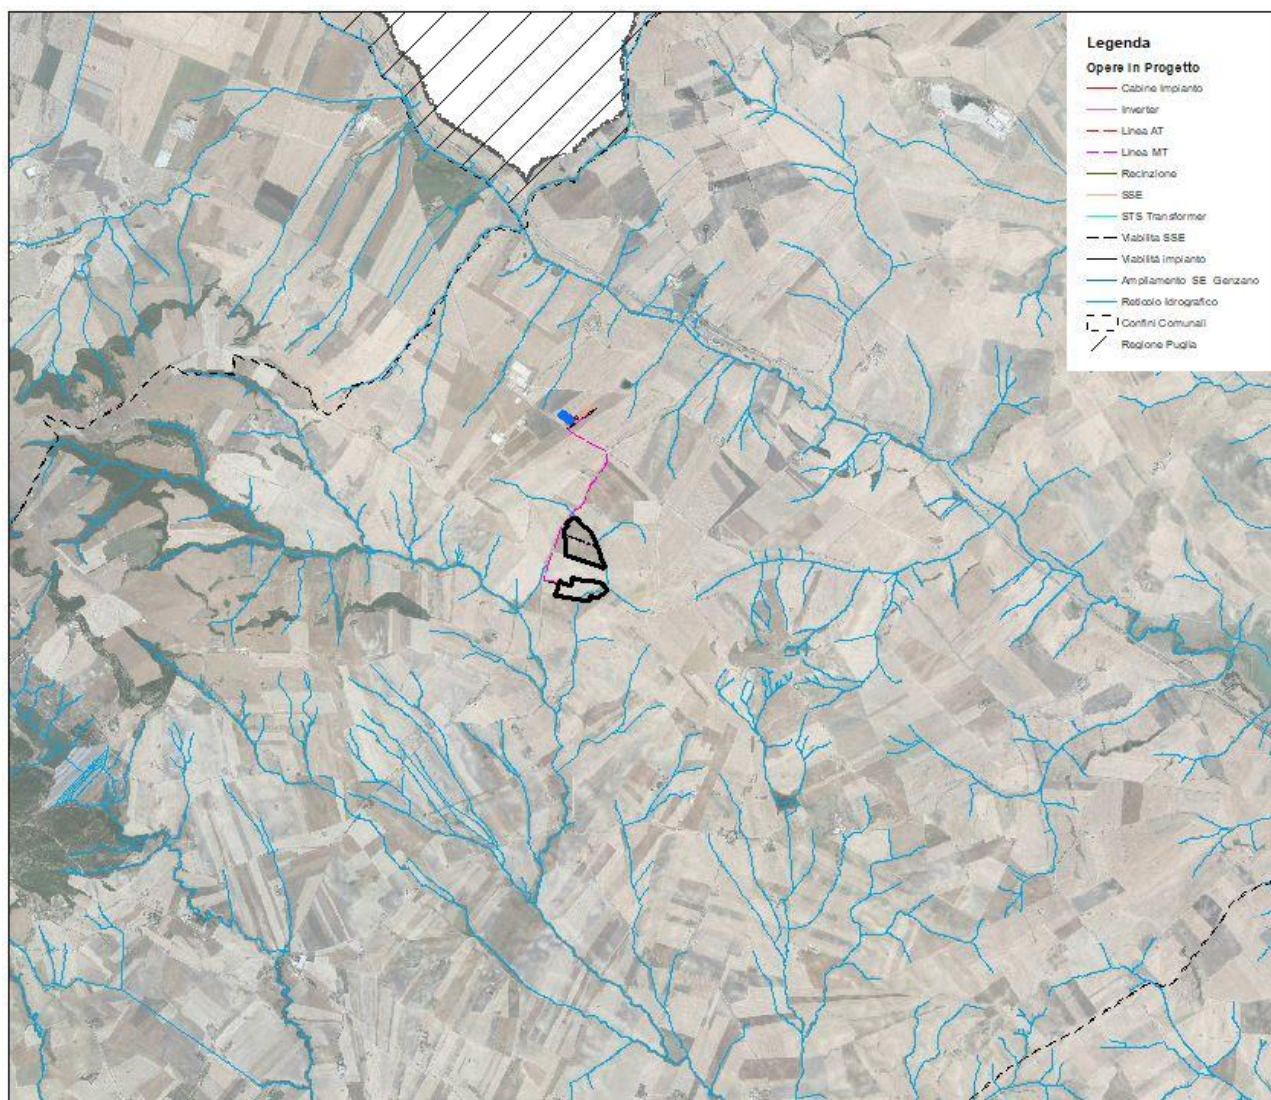 Legenda
Opere in Progetto
Cabine Impianto
Inverter
Linea AT
Linea MT
Recinzione
SSE
STS Transformer
Viabilita SSE
Viabilità impianto
Ampliamento SE Genzano
Reticolo Idrografico
Confini Comunali
Regione Puglia